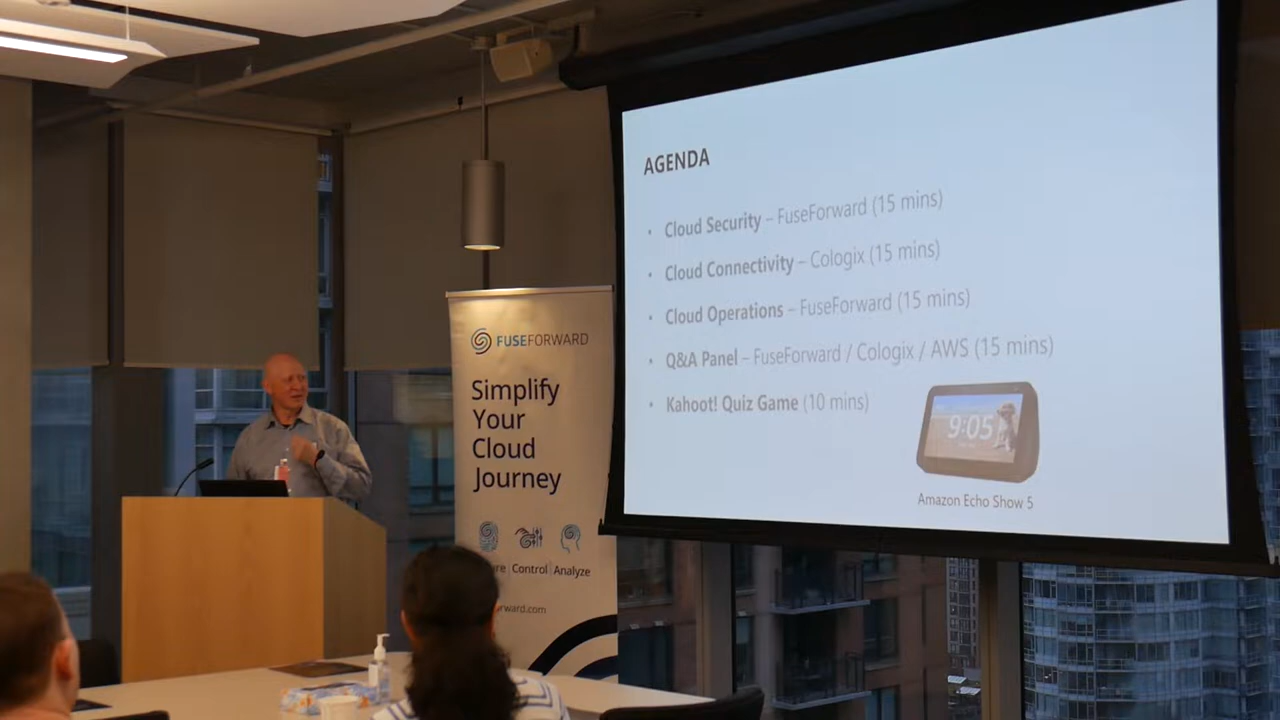 AGENDA
• Cloud Security – FuseForward (15 mins)
• Cloud Connectivity – Cologix (15 mins)
• Cloud Operations – FuseForward (15 mins)
• Q&A Panel – FuseForward / Cologix / AWS (15 mins)
• Kahoot! Quiz Game (10 mins)
9:05
Amazon Echo Show 5
FUSEFORWARD
Simplify
Your
Cloud
Journey
Control | Analyze